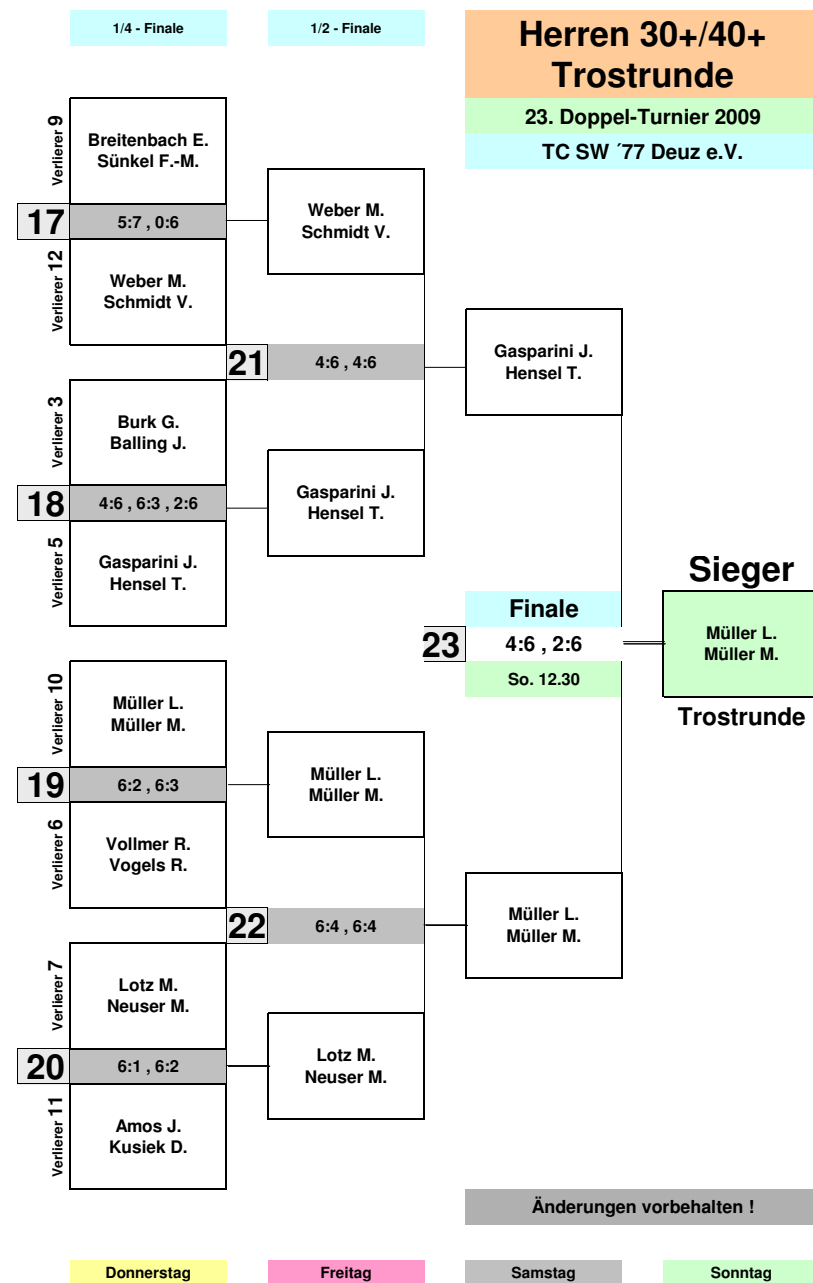 1/4 - Finale
1/2 - Finale
Herren 30+/40+
Trostrunde
23. Doppel-Turnier 2009
TC SW ´77 Deuz e.V.
Verlierer 9
Breitenbach E.
Sünkel F.-M.
17
5:7 , 0:6
Weber M.
Schmidt V.
Verlierer 12
Weber M.
Schmidt V.
21
4:6 , 4:6
Gasparini J.
Hensel T.
Verlierer 3
Burk G.
Balling J.
18
4:6 , 6:3 , 2:6
Gasparini J.
Hensel T.
Verlierer 5
Gasparini J.
Hensel T.
Sieger
Finale
23
4:6 , 2:6
So. 12.30
Müller L.
Müller M.
Trostrunde
Verlierer 10
Müller L.
Müller M.
19
6:2 , 6:3
Müller L.
Müller M.
Verlierer 6
Vollmer R.
Vogels R.
22
6:4 , 6:4
Müller L.
Müller M.
Verlierer 7
Lotz M.
Neuser M.
20
6:1 , 6:2
Lotz M.
Neuser M.
Verlierer 11
Amos J.
Kusiek D.
Änderungen vorbehalten !
Donnerstag
Freitag
Samstag
Sonntag